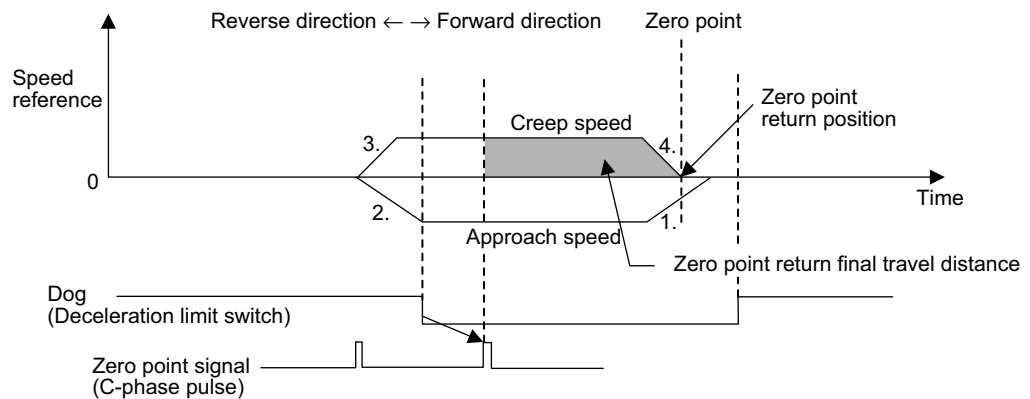 Reverse direction ← → Forward direction
Zero point
Speed
reference
Zero point
return position
Creep speed
3.
4.
0
Time
2.
1.
Approach speed
Zero point return final travel distance
Dog
(Deceleration limit switch)
Zero point signal
(C-phase pulse)